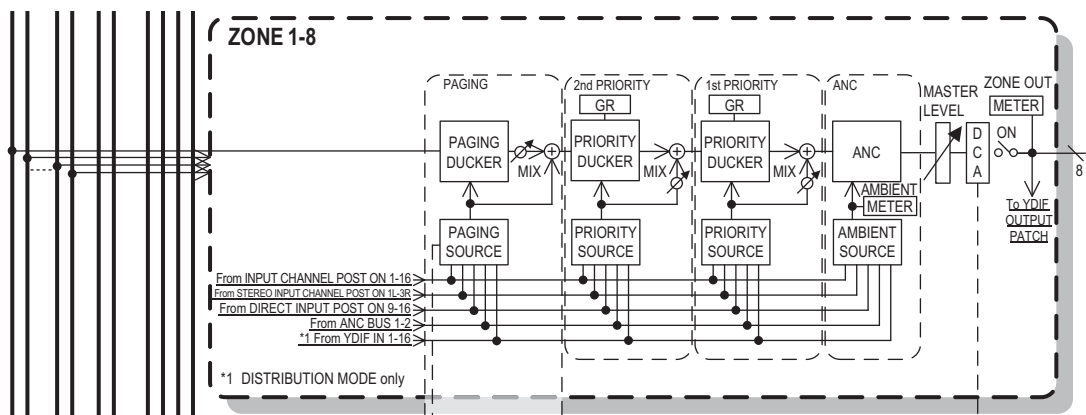 ZONE 1-8
PAGING
2nd PRIORITY
1st PRIORITY
ANC
ZONE OUT
GR
GR
MASTER
LEVEL
METER
PAGING
DUCKER
MIX
PRIORITY
DUCKER
MIX
PRIORITY
DUCKER
MIX
ANC
D
C
A
ON
8
AMBIENT
METER
To YDIF
OUTPUT
PATCH
PAGING
SOURCE
PRIORITY
SOURCE
PRIORITY
SOURCE
AMBIENT
SOURCE
From INPUT CHANNEL POST ON 1-16
From STEREO INPUT CHANNEL POST ON 1L-3R
From DIRECT INPUT POST ON 9-16
From ANC BUS 1-2
*1 From YDIF IN 1-16
*1 DISTRIBUTION MODE only